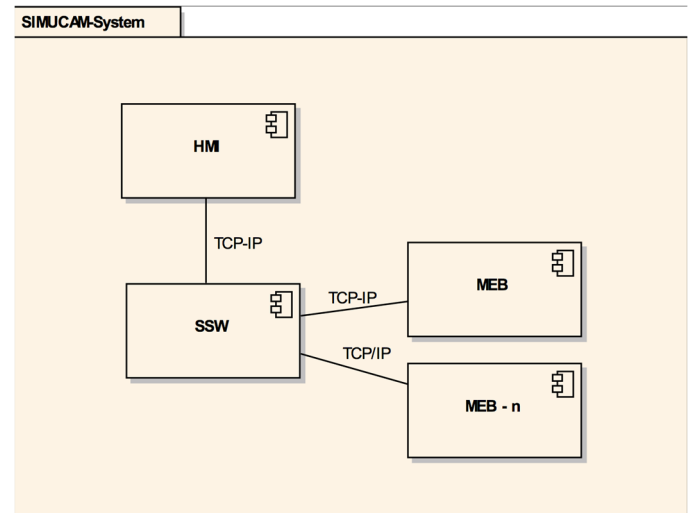 SIMUCAM-System
HMI
TCP-IP
MEB
TCP-IP
SSW
TCP/IP
MEB - n